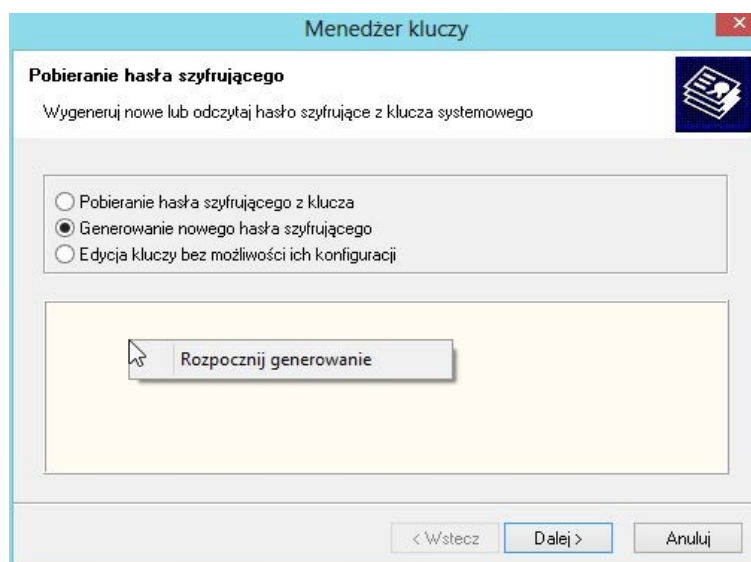 Menedżer kluczy
Pobieranie hasła szyfrującego
Wygeneruj nowe lub odczytaj hasło szyfrujące z klucza systemowego
Pobieranie hasła szyfrującego z klucza
Generowanie nowego hasła szyfrującego
Edycja kluczy bez możliwości ich konfiguracji
Rozpocznij generowanie
< Wstecz Dalej > Anuluj